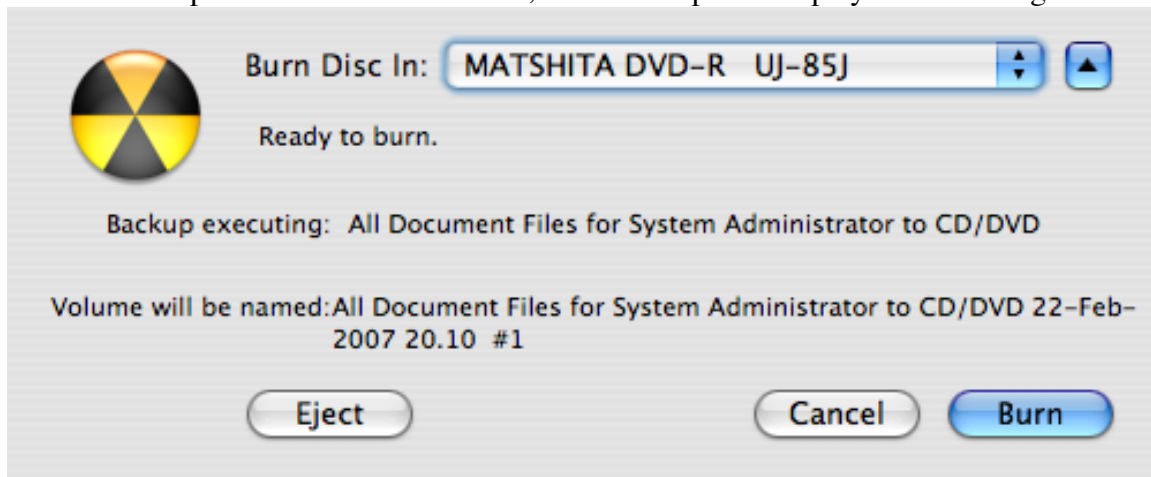 Burn Disc In: MATSHITA DVD-R UJ-85J
Ready to burn.
Backup executing: All Document Files for System Administrator to CD/DVD
Volume will be named:All Document Files for System Administrator to CD/DVD 22-Feb-
2007 20.10 #1
Eject Cancel Burn